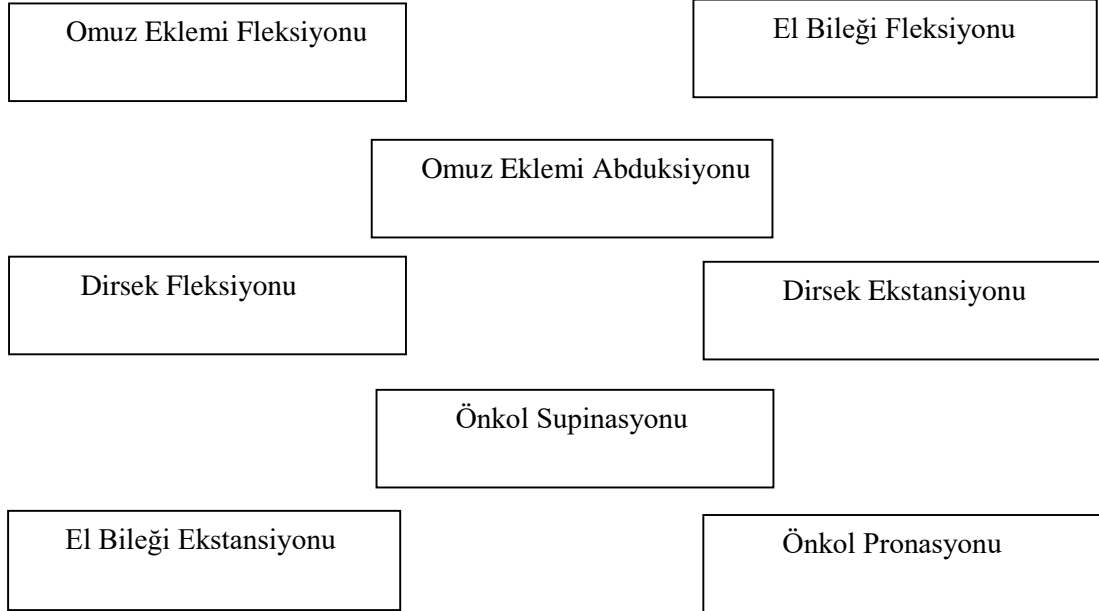 Omuz Eklemi Fleksiyonu
El Bileği Fleksiyonu
Omuz Eklemi Abduksiyonu
Dirsek Fleksiyonu
Dirsek Ekstansiyonu
Önkol Supinasyonu
El Bileği Ekstansiyonu
Önkol Pronasyonu